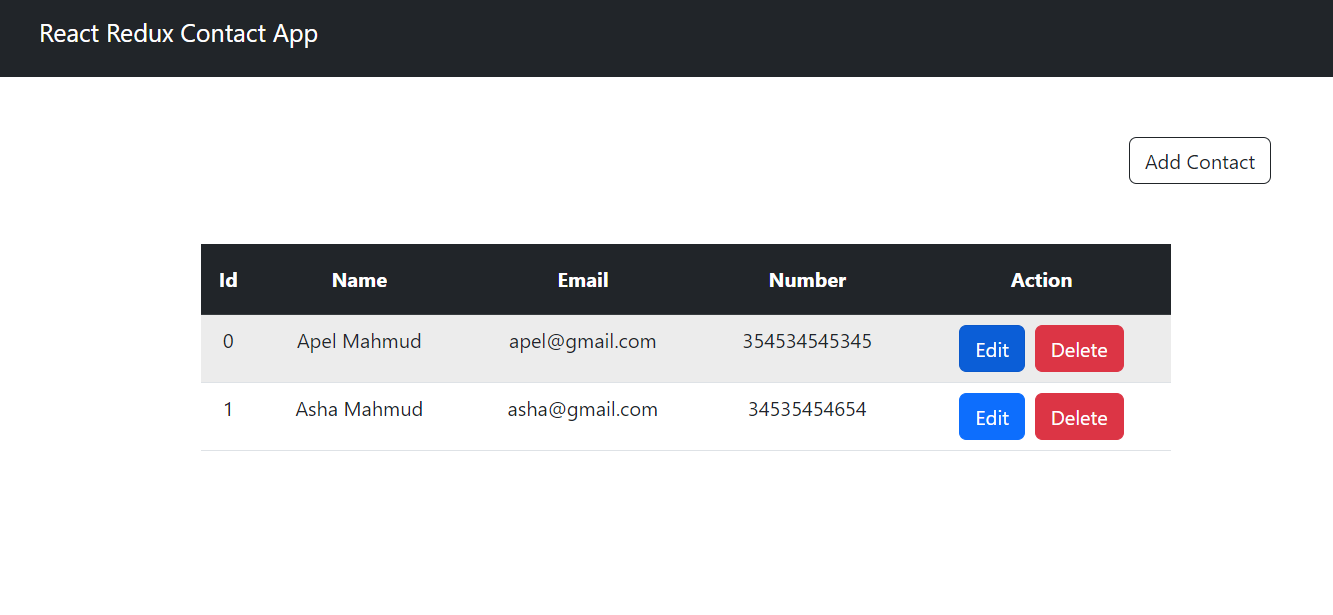 React Redux Contact App
Add Contact
Id Name Email Number Action
0 Apel Mahmud apel@gmail.com 354534545345 Edit Delete
1 Asha Mahmud asha@gmail.com 34535454654 Edit Delete